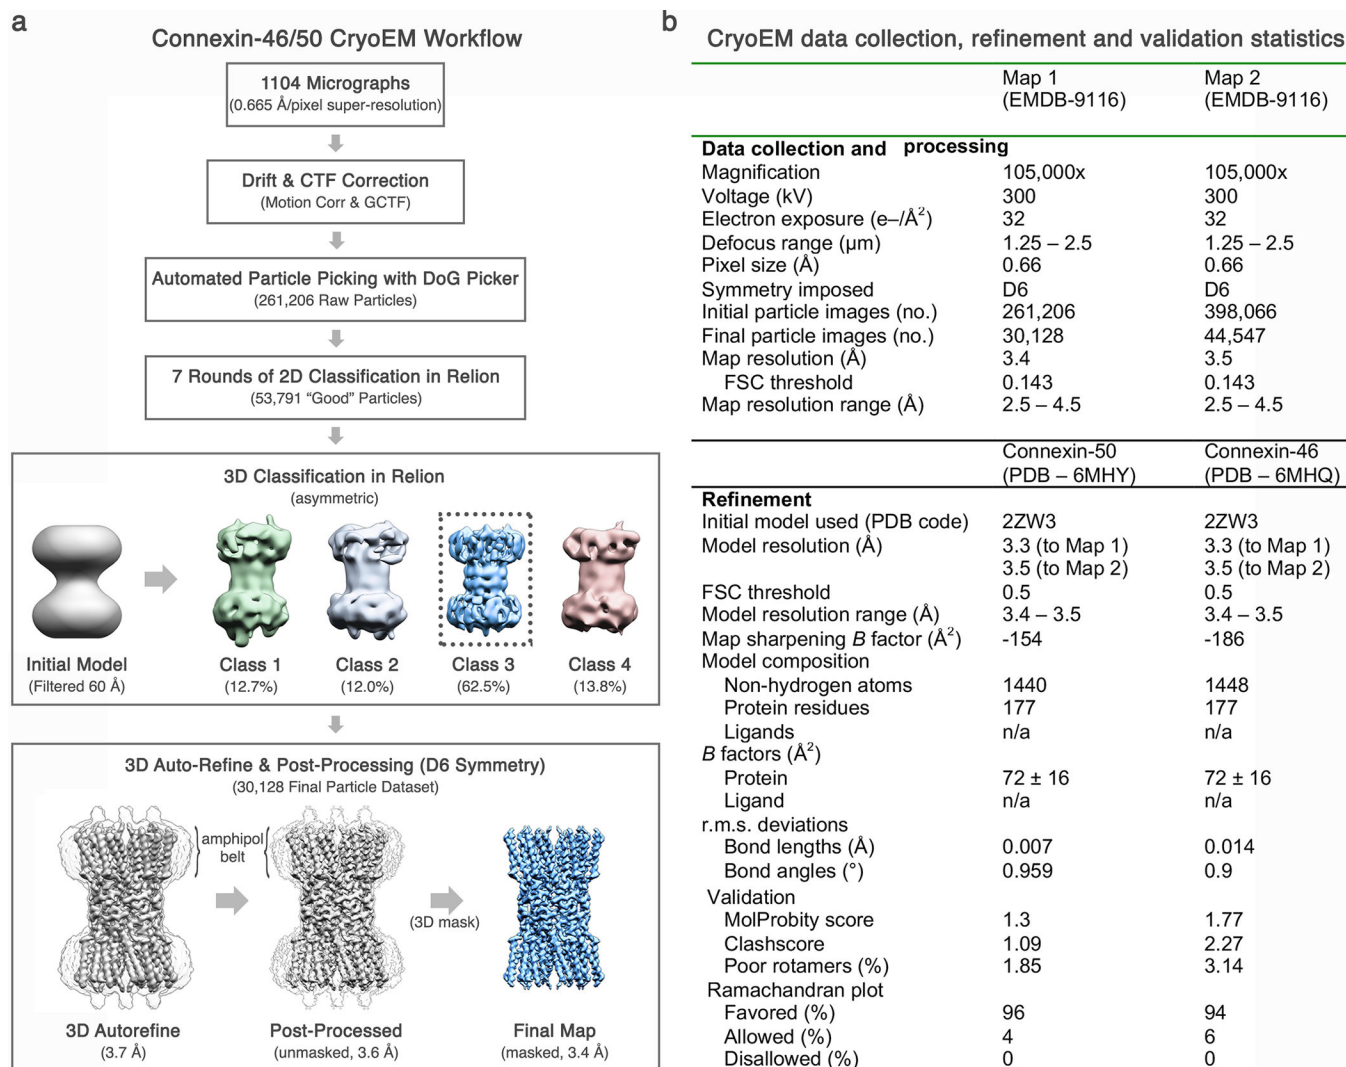 a
Connexin-46/50 CryoEM Workflow
1104 Micrographs
(0.665 Å/pixel super-resolution)
Drift & CTF Correction
(Motion Corr & GCTF)
Automated Particle Picking with DoG Picker
(261,206 Raw Particles)
7 Rounds of 2D Classification in Relion
(53,791 “Good” Particles)
3D Classification in Relion
(asymmetric)
Initial Model Class 1 Class 2 Class 3 Class 4
(Filtered 60 Å) (12.7%) (12.0%) (62.5%) (13.8%)
3D Auto-Refine & Post-Processing (D6 Symmetry)
(30,128 Final Particle Dataset)
amphipol
belt
(3D mask)
3D Autorefine Post-Processed Final Map
(3.7 Å) (unmasked, 3.6 Å) (masked, 3.4 Å)
b
CryoEM data collection, refinement and validation statistics
Map 1 Map 2
(EMDB-9116) (EMDB-9116)
Data collection and processing
Magnification 105,000x 105,000x
Voltage (kV) 300 300
Electron exposure (e–/Å²) 32 32
Defocus range (μm) 1.25 – 2.5 1.25 – 2.5
Pixel size (Å) 0.66 0.66
Symmetry imposed D6 D6
Initial particle images (no.) 261,206 398,066
Final particle images (no.) 30,128 44,547
Map resolution (Å) 3.4 3.5
FSC threshold 0.143 0.143
Map resolution range (Å) 2.5 – 4.5 2.5 – 4.5
Connexin-50 Connexin-46
(PDB – 6MHY) (PDB – 6MHQ)
Refinement
Initial model used (PDB code) 2ZW3 2ZW3
Model resolution (Å) 3.3 (to Map 1) 3.3 (to Map 1)
3.5 (to Map 2) 3.5 (to Map 2)
FSC threshold 0.5 0.5
Model resolution range (Å) 3.4 – 3.5 3.4 – 3.5
Map sharpening B factor (Å²) -154 -186
Model composition
Non-hydrogen atoms 1440 1448
Protein residues 177 177
Ligands n/a n/a
B factors (Å²)
Protein 72 ± 16 72 ± 16
Ligand n/a n/a
r.m.s. deviations
Bond lengths (Å) 0.007 0.014
Bond angles (°) 0.959 0.9
Validation
MolProbity score 1.3 1.77
Clashscore 1.09 2.27
Poor rotamers (%) 1.85 3.14
Ramachandran plot
Favored (%) 96 94
Allowed (%) 4 6
Disallowed (%) 0 0